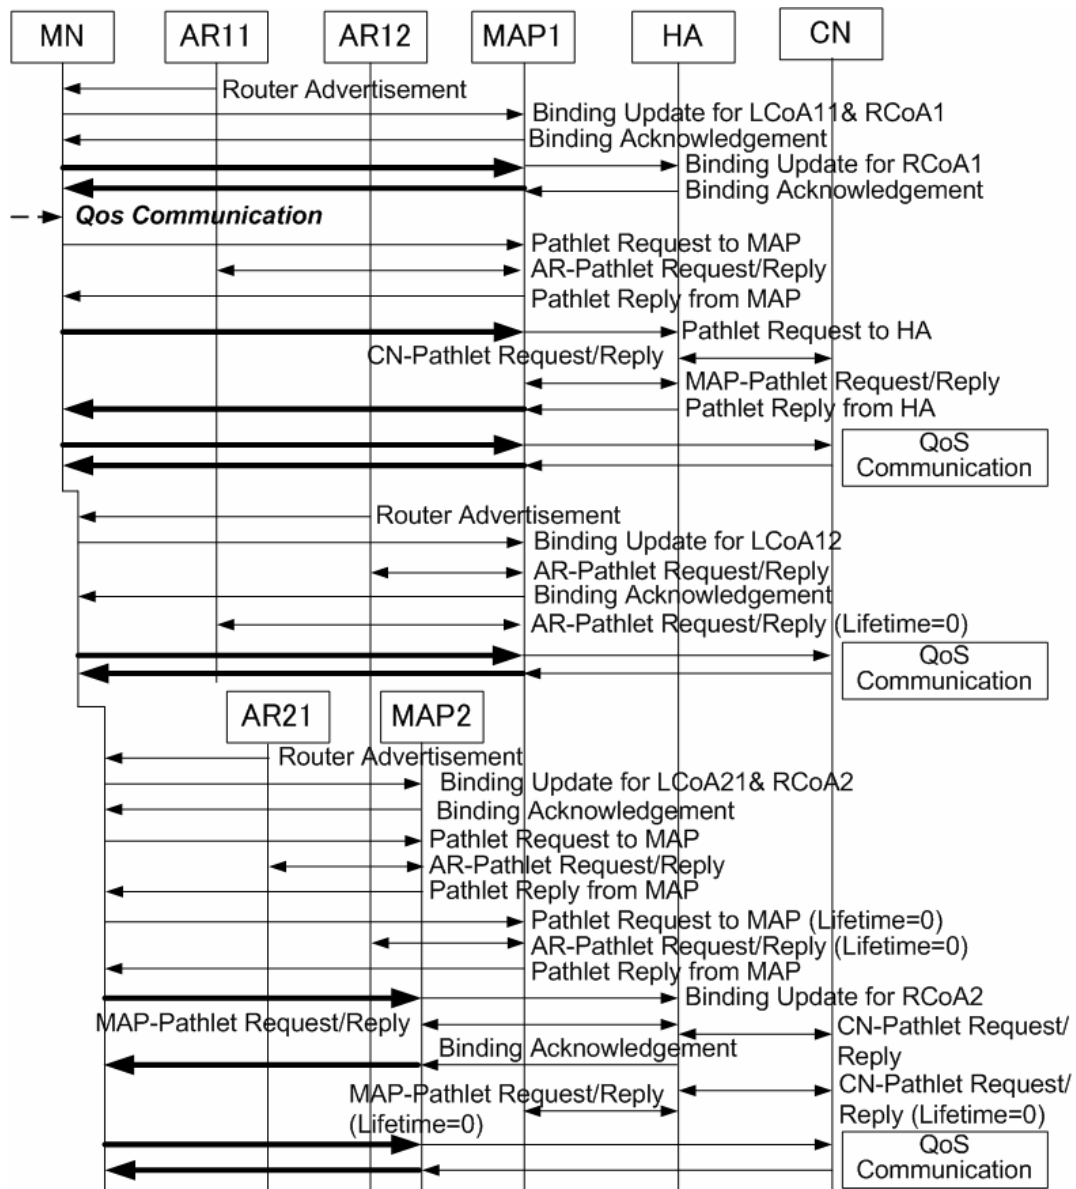 MN AR11 AR12 MAP1 HA CN
Router Advertisement
Binding Update for LCoA11& RCoA1
Binding Acknowledgement
Binding Update for RCoA1
Binding Acknowledgement
Qos Communication
Pathlet Request to MAP
AR-Pathlet Request/Reply
Pathlet Reply from MAP
Pathlet Request to HA
CN-Pathlet Request/Reply
MAP-Pathlet Request/Reply
Pathlet Reply from HA
QoS
Communication
Router Advertisement
Binding Update for LCoA12
AR-Pathlet Request/Reply
Binding Acknowledgement
AR-Pathlet Request/Reply (Lifetime=0)
QoS
Communication
AR21 MAP2
Router Advertisement
Binding Update for LCoA21& RCoA2
Binding Acknowledgement
Pathlet Request to MAP
AR-Pathlet Request/Reply
Pathlet Reply from MAP
Pathlet Request to MAP (Lifetime=0)
AR-Pathlet Request/Reply (Lifetime=0)
Pathlet Reply from MAP
Binding Update for RCoA2
MAP-Pathlet Request/Reply
CN-Pathlet Request/
Reply
Binding Acknowledgement
CN-Pathlet Request/
Reply (Lifetime=0)
MAP-Pathlet Request/Reply
(Lifetime=0)
QoS
Communication